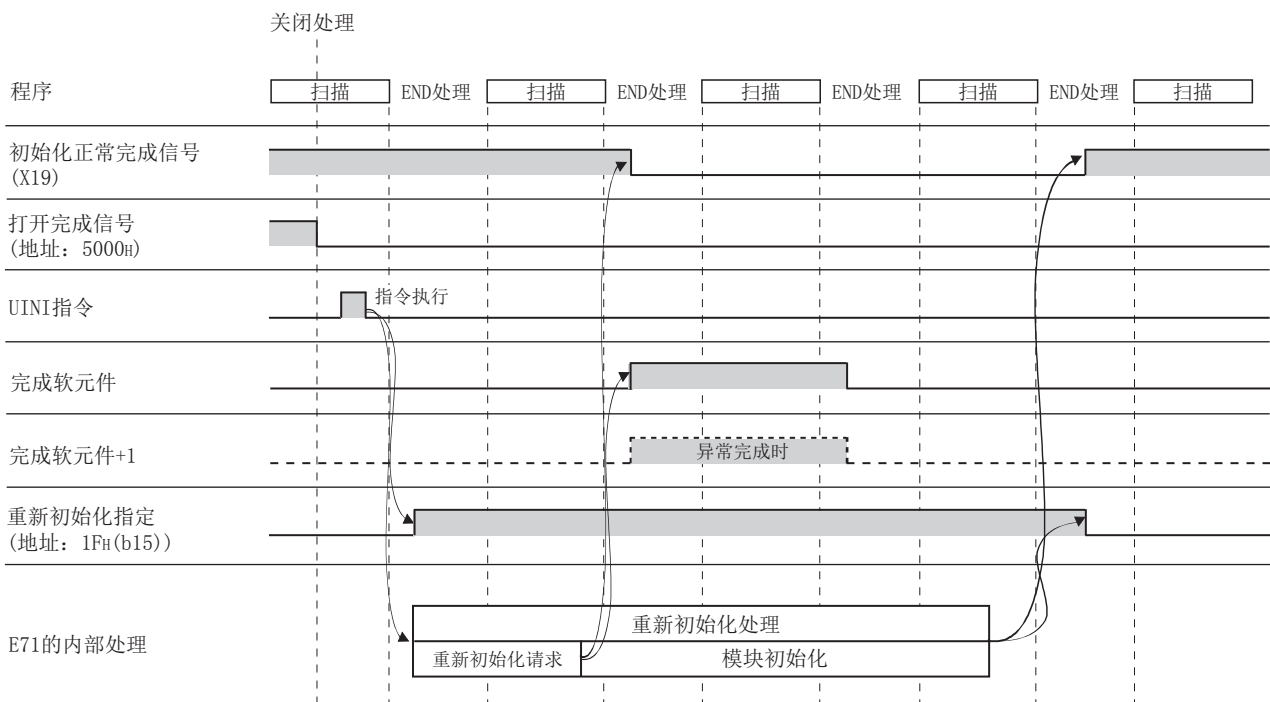 关闭处理
程序 扫描 END处理 扫描 END处理 扫描 END处理 扫描 END处理 扫描
初始化正常完成信号
(X19)
打开完成信号
(地址：5000H)
UINI指令 指令执行
完成软元件
完成软元件+1 异常完成时
重新初始化指定
(地址：1FH(b15))
重新初始化处理
E71的内部处理
重新初始化请求 模块初始化